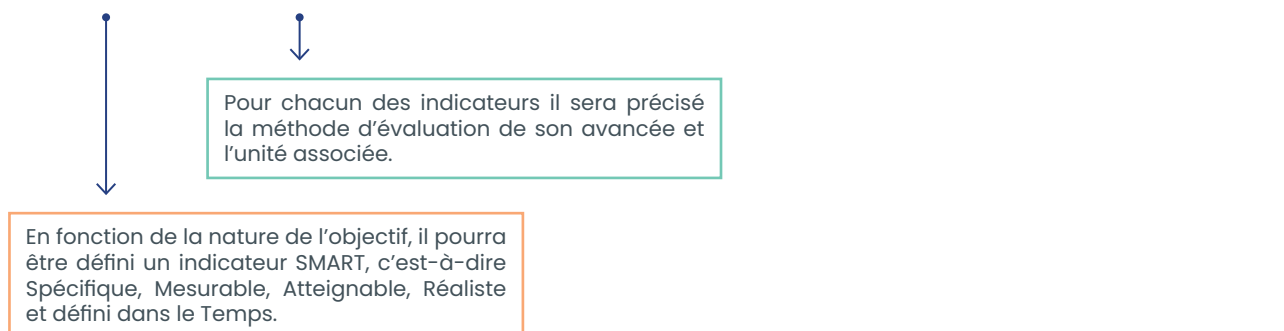 Pour chacun des indicateurs il sera précisé
la méthode d’évaluation de son avancée et
l’unité associée.
En fonction de la nature de l’objectif, il pourra
être défini un indicateur SMART, c’est-à-dire
Spécifique, Mesurable, Atteignable, Réaliste
et défini dans le Temps.